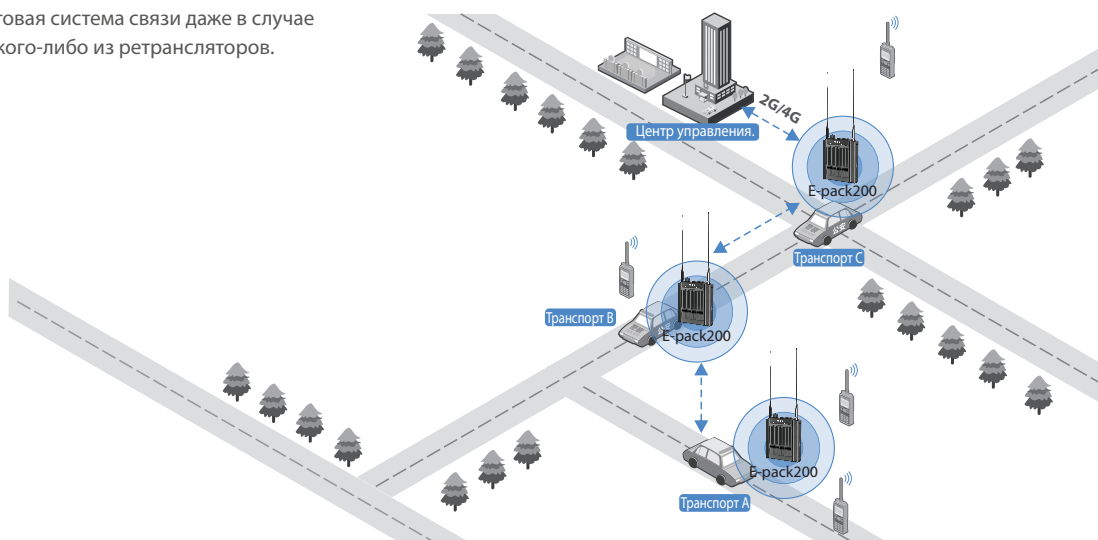 товая система связи даже в случае
кого-либо из ретрансляторов.
2G/4G
Центр управления.
E-pack200
Транспорт C
Транспорт B
E-pack200
E-pack200
Транспорт A